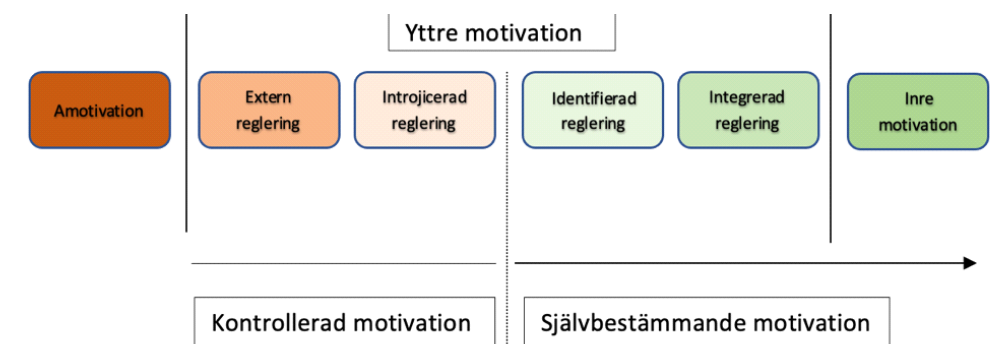 Yttre motivation
Amotivation
Extern
reglering
Introjicerad
reglering
Identifierad
reglering
Integrerad
reglering
Inre
motivation
Kontrollerad motivation
Självbestämmande motivation